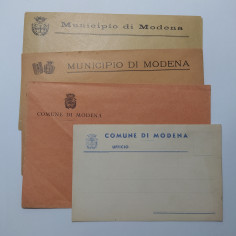 Municipio di Modena
MUNICIPIO DI MODENA
COMUNE DI MODENA
COMUNE DI MODENA
UFFICIO